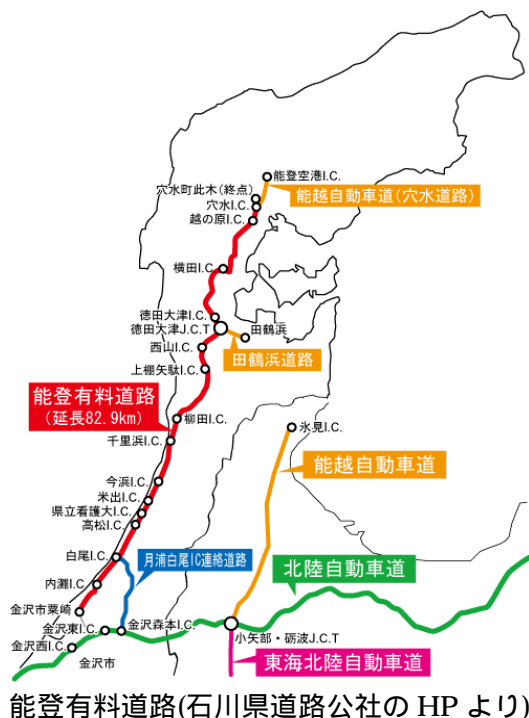 能登空港I.C.
穴水町此木(終点)
能越自動車道(穴水道路)
穴水I.C.
越の原I.C.
横田I.C.
徳田大津I.C.
徳田大津J.C.T
田鶴浜
西山I.C.
田鶴浜道路
上棚矢駄I.C.
能登有料道路
(延長82.9km)
柳田I.C.
氷見I.C.
千里浜I.C.
能越自動車道
今浜I.C.
米出I.C.
県立看護大I.C.
高松I.C.
白尾I.C.
月浦白尾IC連絡道路
北陸自動車道
内灘I.C.
金沢市粟崎
金沢東I.C.
金沢森本I.C.
小矢部・砺波J.C.T
金沢西I.C.
金沢市
東海北陸自動車道
能登有料道路(石川県道路公社の HP より)